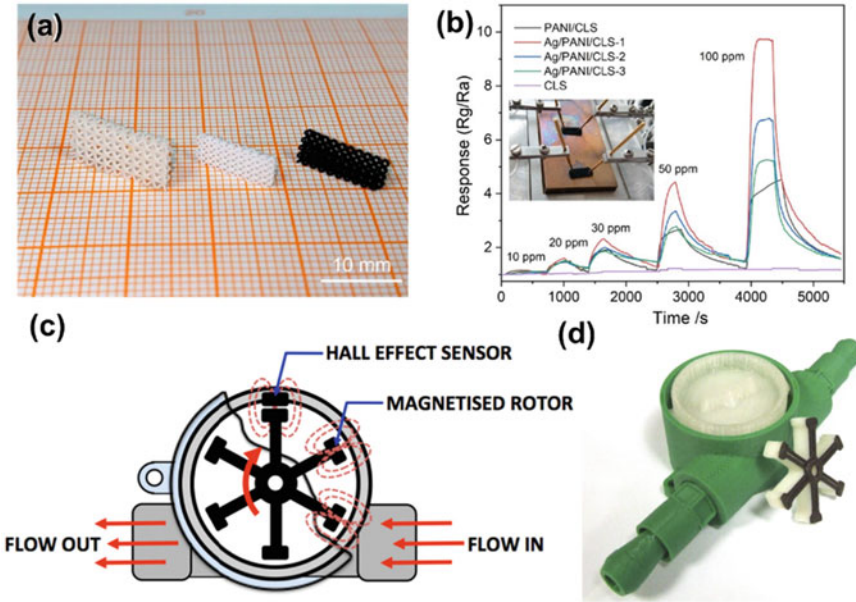 (a)
10 mm
(b)
Response (Rg/Ra)
10
8
6
4
2
PANI/CLS
Ag/PANI/CLS-1
Ag/PANI/CLS-2
Ag/PANI/CLS-3
CLS
10 ppm
20 ppm
30 ppm
50 ppm
100 ppm
0 1000 2000 3000 4000 5000
Time /s
(c)
HALL EFFECT SENSOR
MAGNETISED ROTOR
FLOW OUT
FLOW IN
(d)